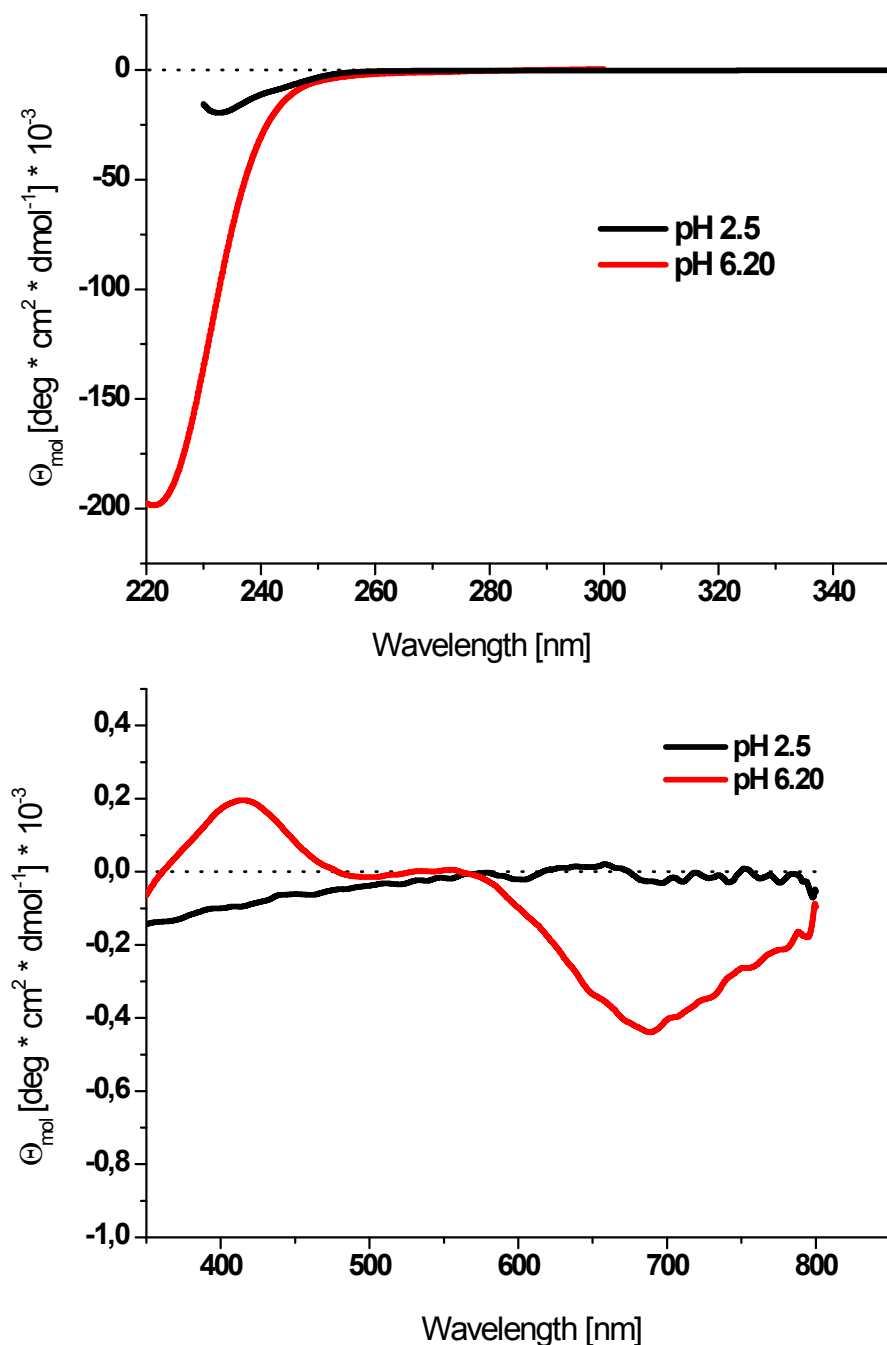 0
-50
-100
-150
-200
Θmol [deg * cm² * dmol⁻¹] * 10⁻³
pH 2.5
pH 6.20
220 240 260 280 300 320 340
Wavelength [nm]
0,4
0,2
0,0
-0,2
-0,4
-0,6
-0,8
-1,0
Θmol [deg * cm² * dmol⁻¹] * 10⁻³
pH 2.5
pH 6.20
400 500 600 700 800
Wavelength [nm]